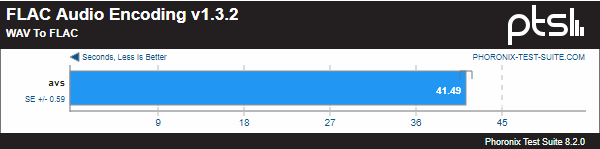 FLAC Audio Encoding v1.3.2
WAV To FLAC
pts
Seconds, Less is Better
PHORONIX-TEST-SUITE.COM
avs
SE +/- 0.59
41.49
9 18 27 36 45
Phoronix Test Suite 8.2.0